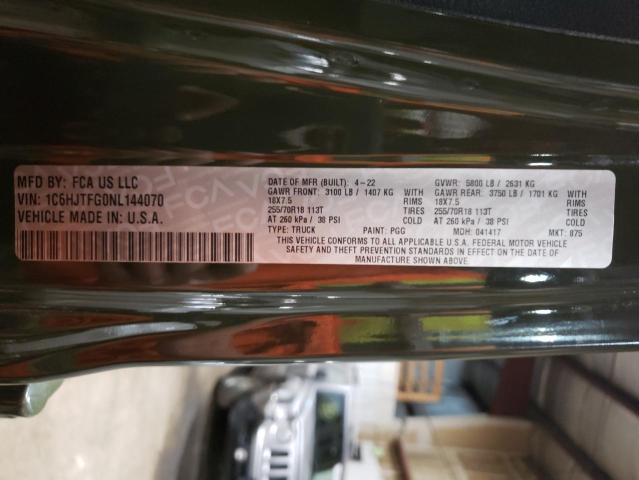 MFD BY: FCA US LLC
VIN: 1C6HJTFG0NL144070
VEHICLE MADE IN U.S.A.
DATE OF MFR (BUILT): 4-22 GVWR: 5800 LB / 2631 KG
GAWR FRONT: 3100 LB / 1407 KG WITH GAWR REAR: 3750 LB / 1701 KG WITH
18X7.5 RIMS 18X7.5 RIMS
255/70R18 113T TIRES 255/70R18 113T TIRES
AT 260 kPa / 38 PSI COLD AT 260 kPa / 38 PSI COLD
TYPE: TRUCK PAINT: PGG MDH: 041417 MKT: 875
THIS VEHICLE CONFORMS TO ALL APPLICABLE U.S.A. FEDERAL MOTOR VEHICLE
SAFETY AND THEFT PREVENTION STANDARDS IN EFFECT ON THE DATE OF
MANUFACTURE SHOWN ABOVE.